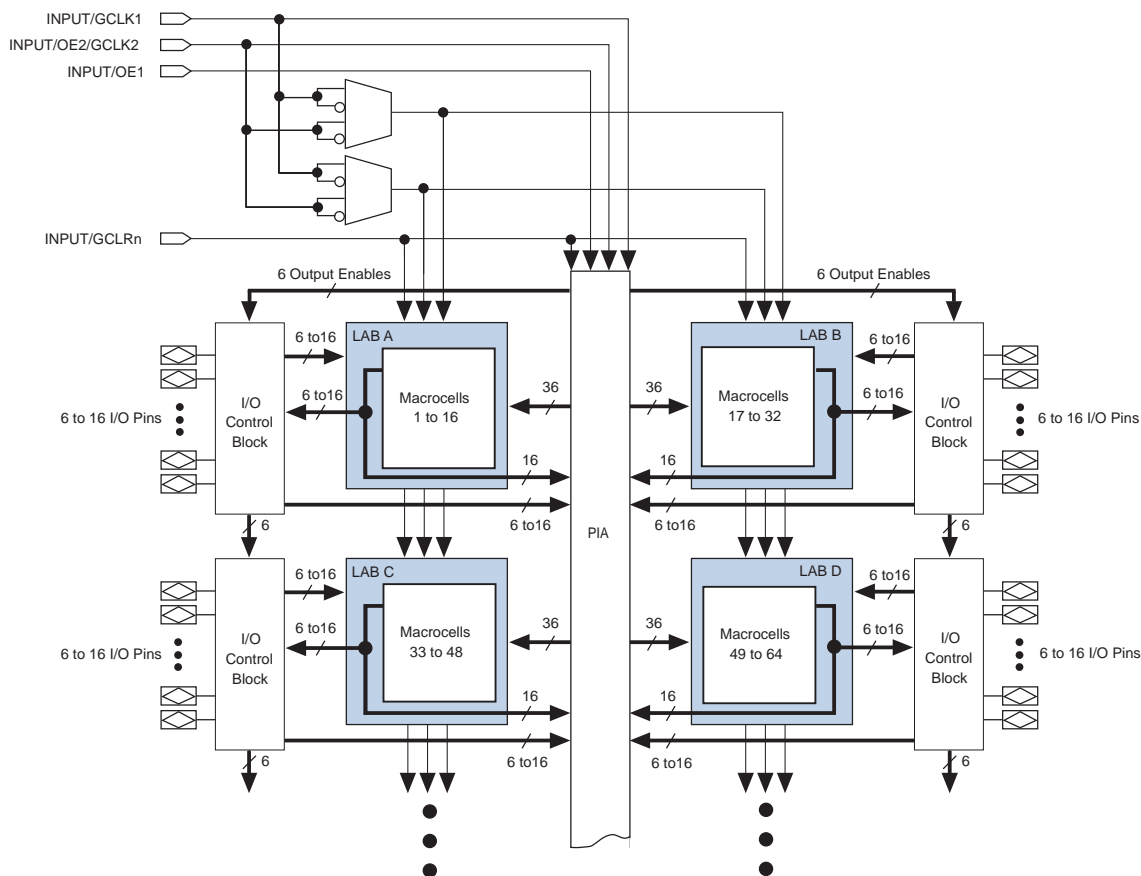 INPUT/GCLK1
INPUT/OE2/GCLK2
INPUT/OE1
INPUT/GCLRn
6 Output Enables
6 Output Enables
LAB A
LAB B
6 to16
6 to16
I/O
Control
Block
6 to16
Macrocells
1 to 16
36
36
Macrocells
17 to 32
6 to16
I/O
Control
Block
6 to 16 I/O Pins
6 to 16 I/O Pins
16
16
6 to16
6 to16
6
6
PIA
LAB C
LAB D
6 to16
6 to16
I/O
Control
Block
6 to16
Macrocells
33 to 48
36
36
Macrocells
49 to 64
6 to16
I/O
Control
Block
6 to 16 I/O Pins
6 to 16 I/O Pins
16
16
6 to16
6 to16
6
6